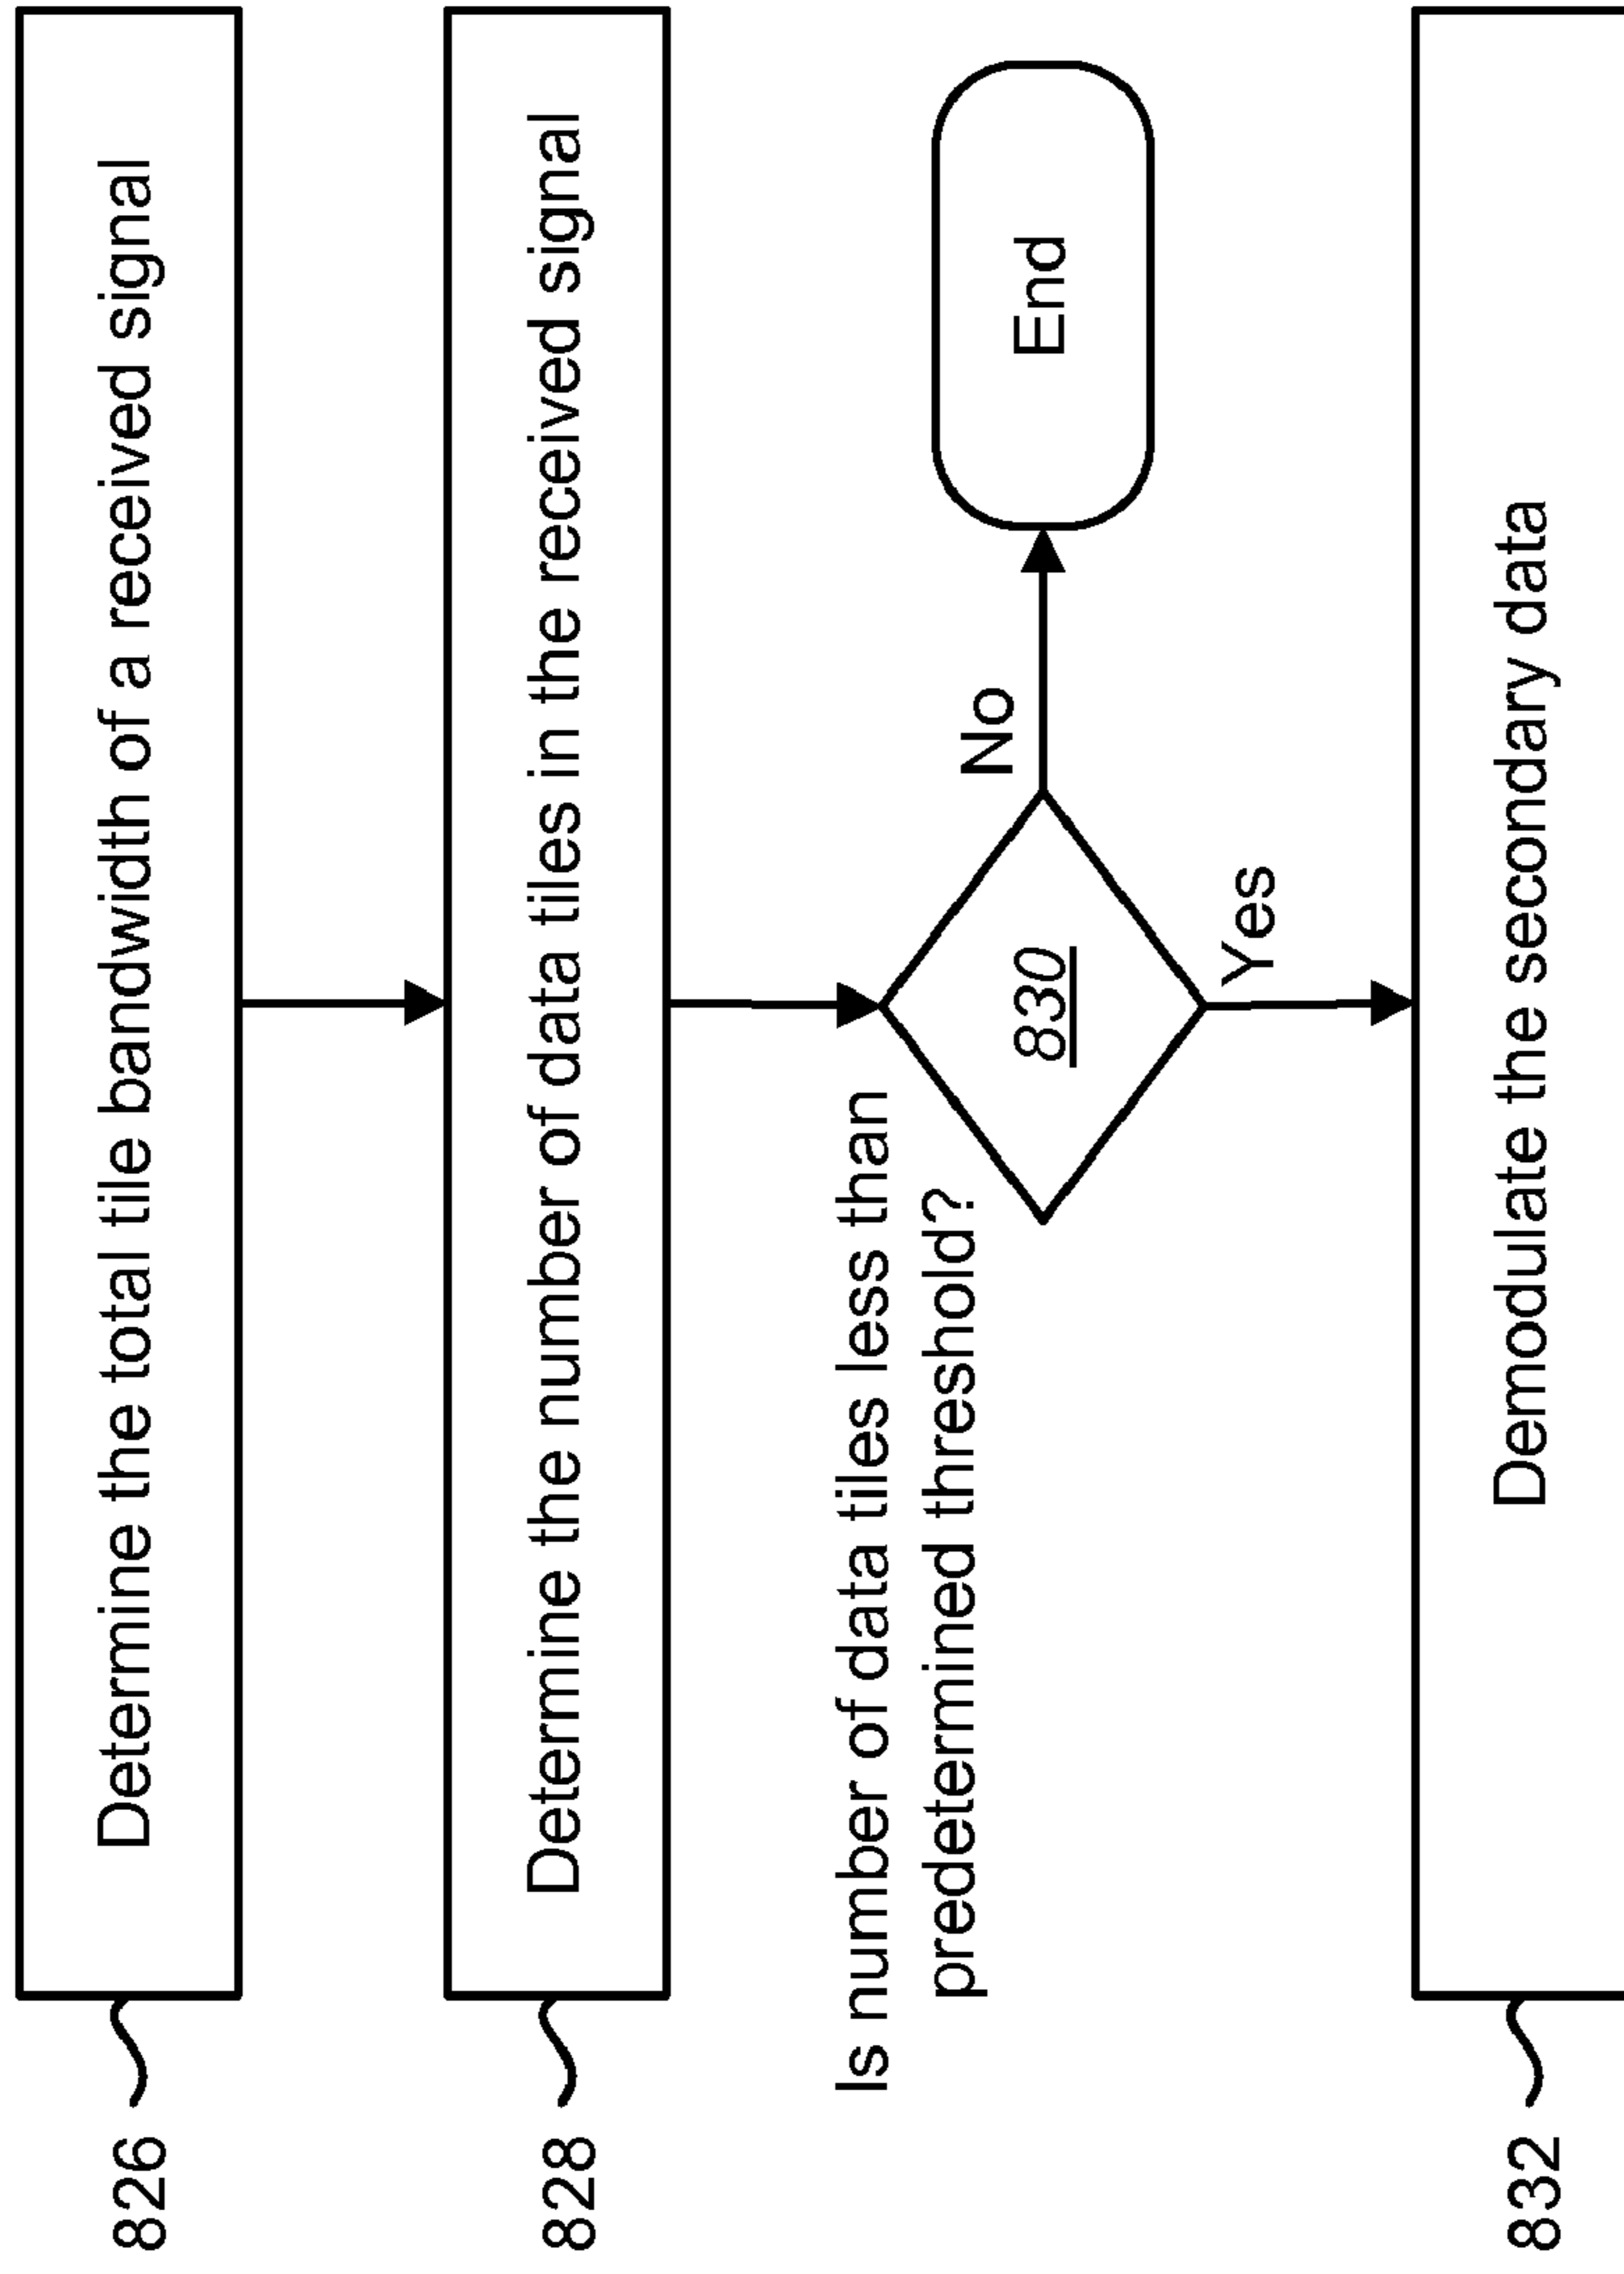 826
Determine the total tile bandwidth of a received signal
828
Determine the number of data tiles in the received signal
Is number of data tiles less than
predetermined threshold?
830
No
End
Yes
832
Demodulate the secondary data